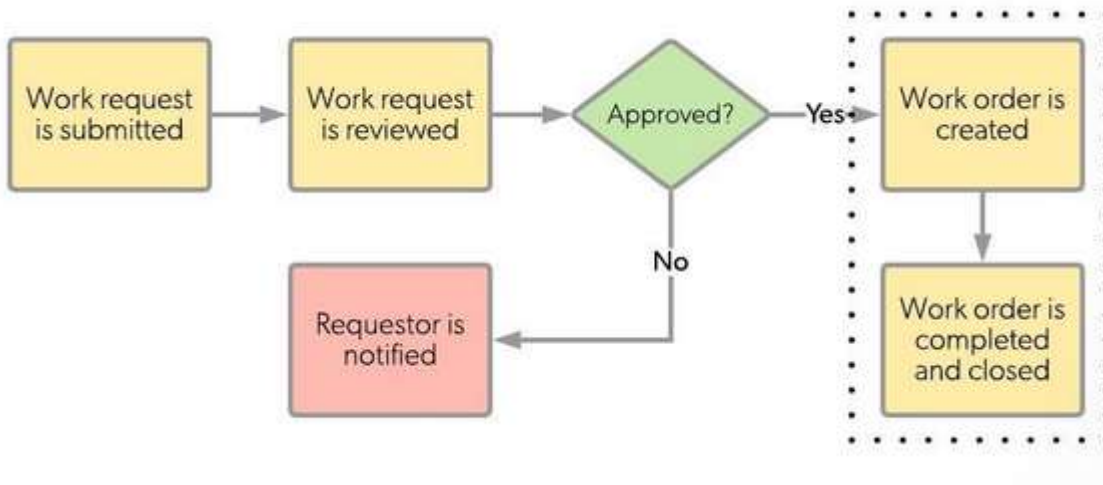 Work request
is submitted
Work request
is reviewed
Approved?
Yes
Work order is
created
No
Requestor is
notified
Work order is
completed
and closed